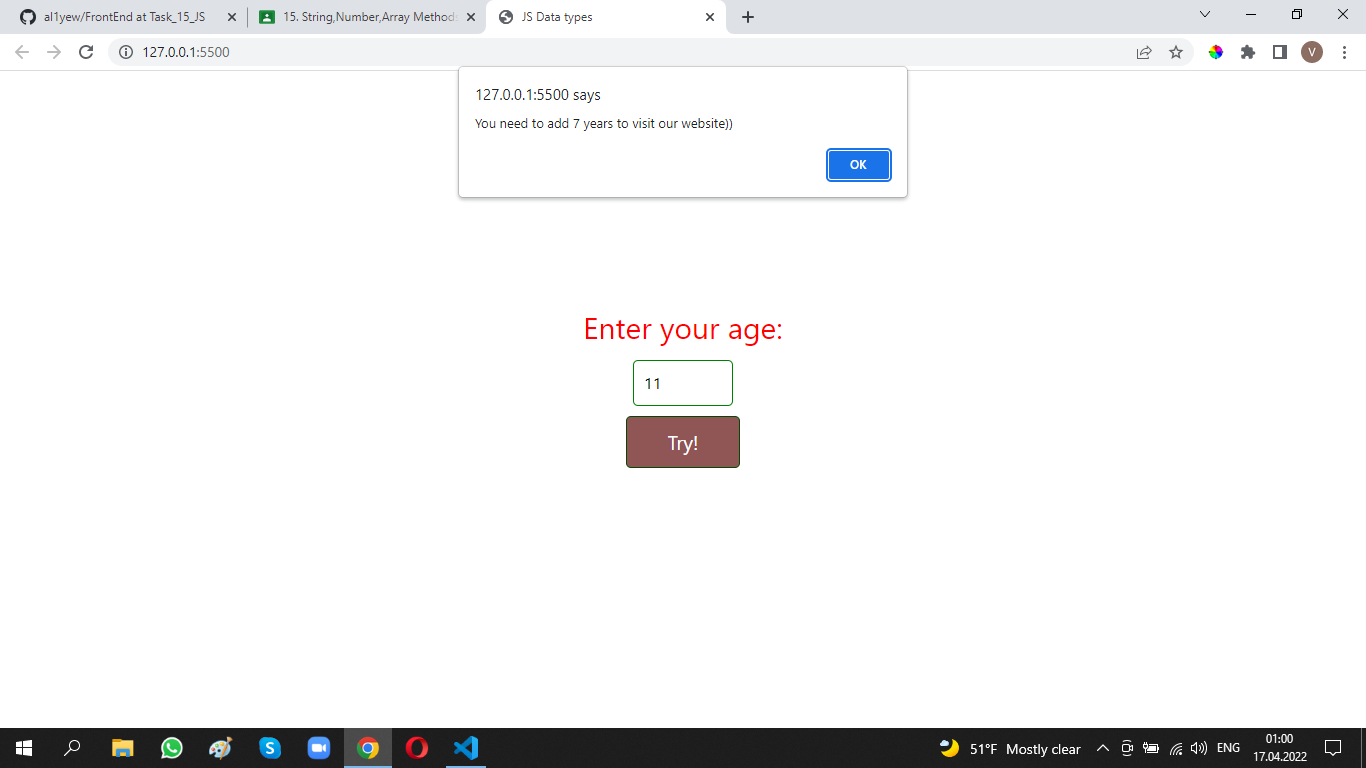 al1yew/FrontEnd at Task_15_JS
15. String,Number,Array Methods
JS Data types
127.0.0.1:5500
V
127.0.0.1:5500 says
You need to add 7 years to visit our website))
OK
Enter your age:
11
Try!
51°F Mostly clear
ENG
01:00
17.04.2022